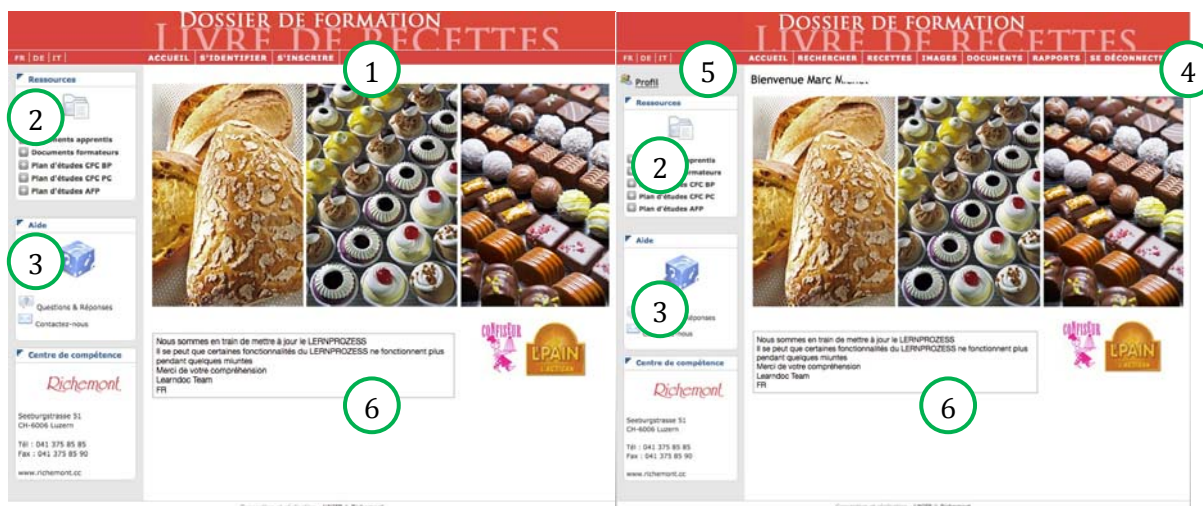 DOSSIER DE FORMATION
LIVRE DE RECETTES
FR | DE | IT |
ACCUEIL | S'IDENTIFIER | S'INSCRIRE
1
Ressources
2
apprentis
Documents formateurs
Plan d'études CFC BP
Plan d'études CFC PC
Plan d'études AFP
Aide
3
Questions & Réponses
Contactez-nous
Nous sommes en train de mettre à jour le LERNPROZESS
Il se peut que certaines fonctionnalités du LERNPROZESS ne fonctionnent plus
pendant quelques miuntes
Merci de votre compréhension
Learndoc Team
FR
6
CONFISEUR
LPAIN
L'ARTISAN
Centre de compétence
Richemont
Seeburgstrasse 51
CH-6006 Luzern
Tél : 041 375 85 85
Fax : 041 375 85 90
www.richemont.cc
DOSSIER DE FORMATION
LIVRE DE RECETTES
FR | DE | IT |
5
ACCUEIL | RECHERCHER | RECETTES | IMAGES | DOCUMENTS | RAPPORTS | SE DÉCONNECT
4
Profil
Bienvenue Marc
Ressources
2
Plan d'études CFC BP
Plan d'études CFC PC
Plan d'études AFP
Aide
3
Nous sommes en train de mettre à jour le LERNPROZESS
Il se peut que certaines fonctionnalités du LERNPROZESS ne fonctionnent plus
pendant quelques miuntes
Merci de votre compréhension
Learndoc Team
FR
6
CONFISEUR
LPAIN
L'ARTISAN
Centre de compétence
Richemont
Seeburgstrasse 51
CH-6006 Luzern
Tél : 041 375 85 85
Fax : 041 375 85 90
www.richemont.cc